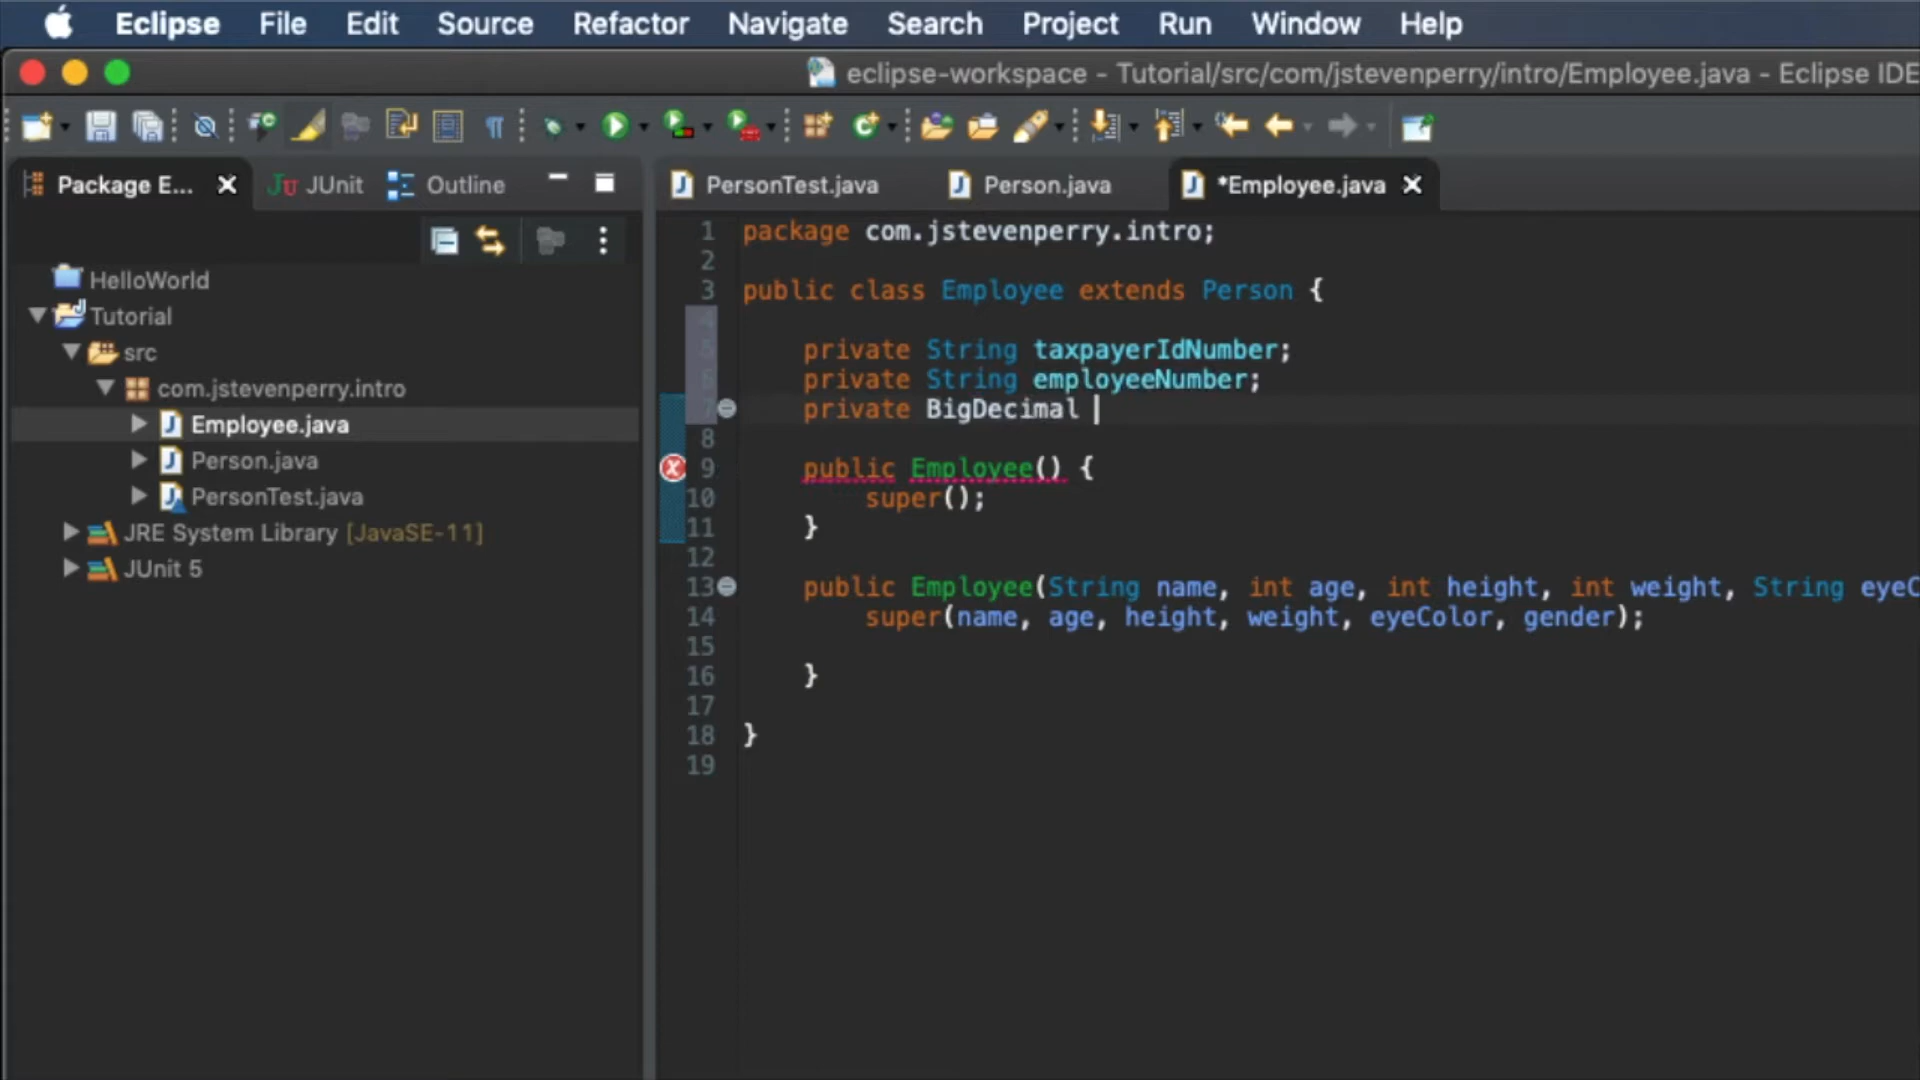 Eclipse File Edit Source Refactor Navigate Search Project Run Window Help
eclipse-workspace - Tutorial/src/com/jstevenperry/intro/Employee.java - Eclipse IDE
Package E... JUnit Outline
PersonTest.java Person.java *Employee.java
HelloWorld
Tutorial
src
com.jstevenperry.intro
Employee.java
Person.java
PersonTest.java
JRE System Library [JavaSE-11]
JUnit 5
1 package com.jstevenperry.intro;
2
3 public class Employee extends Person {
4
5 private String taxpayerIdNumber;
6 private String employeeNumber;
7 private BigDecimal
8
9 public Employee() {
10 super();
11 }
12
13 public Employee(String name, int age, int height, int weight, String eyeC
14 super(name, age, height, weight, eyeColor, gender);
15
16 }
17
18 }
19